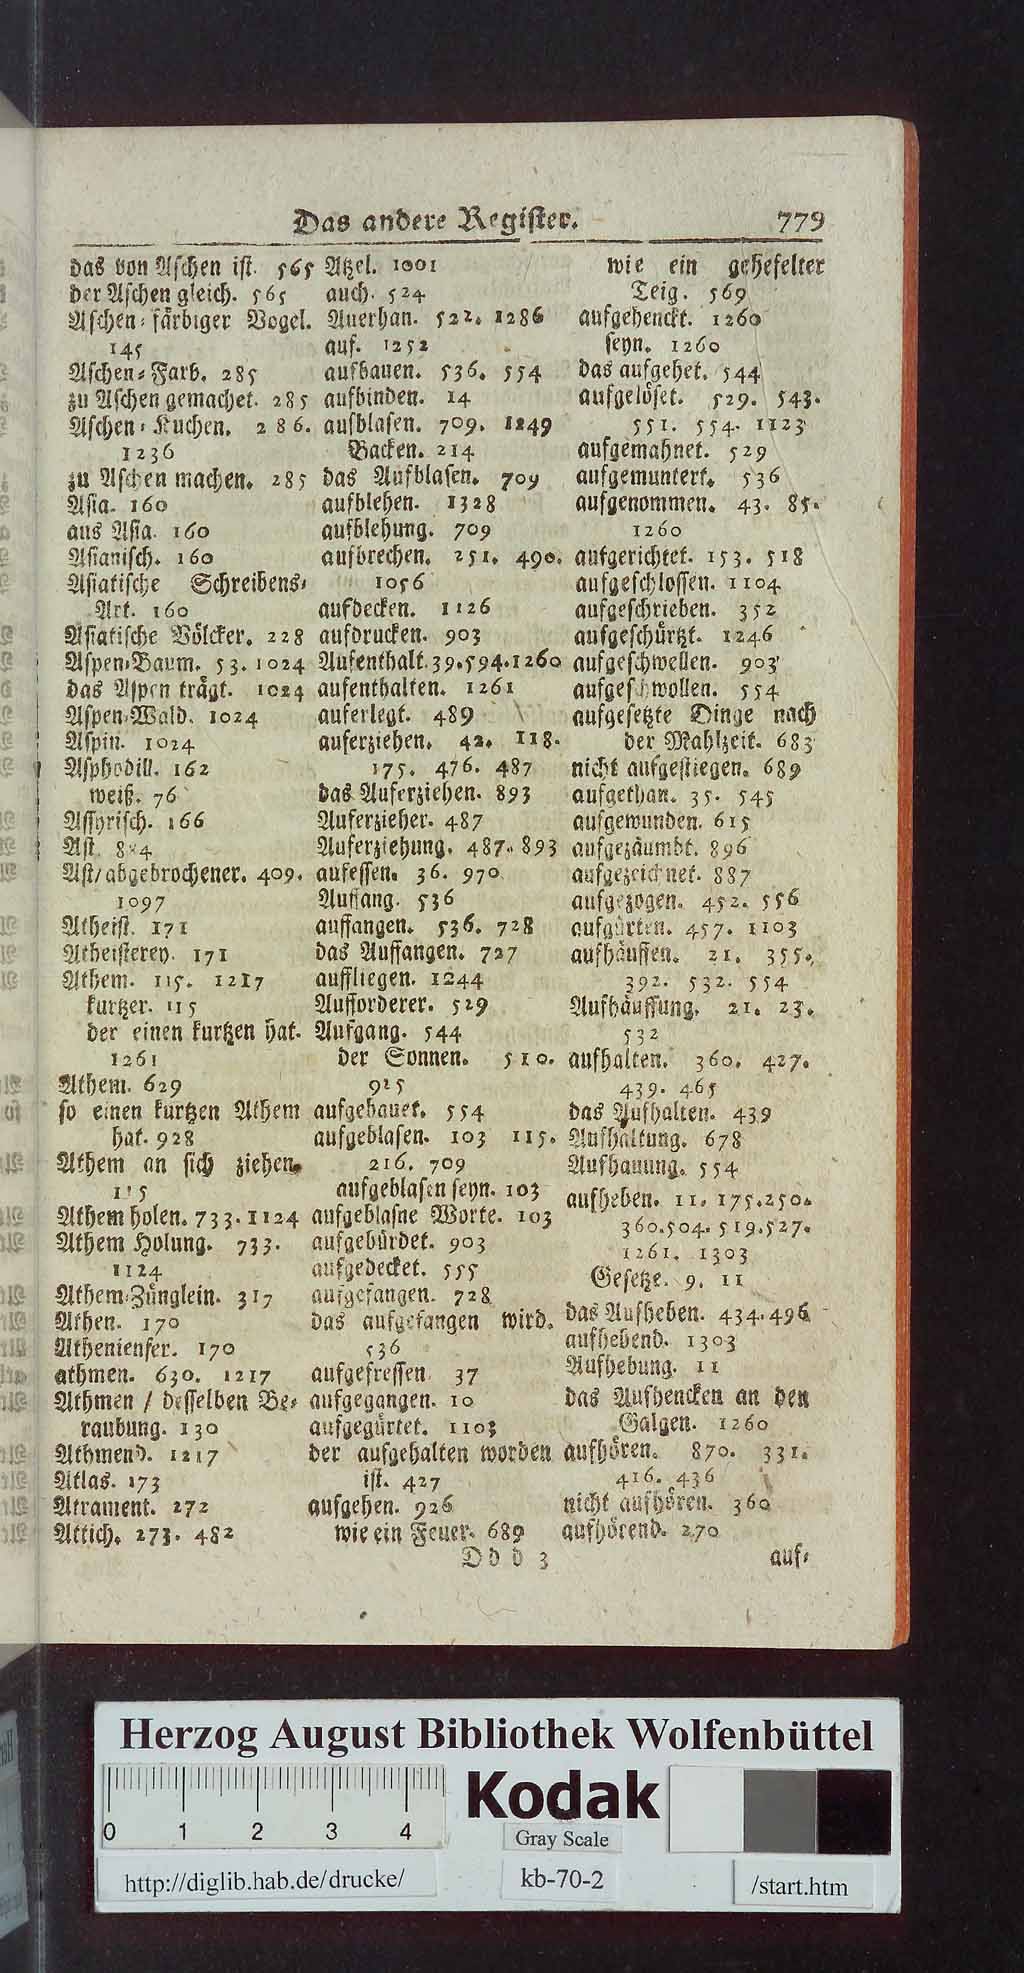 Das andere Register. 779
das von Aschen ist. 565
der Aschen gleich. 565
Aschen-färbiger Vogel.
145
Aschen-Farb. 285
zu Aschen gemachet. 285
Aschen-Kuchen. 286.
1236
zu Aschen machen. 285
Asia. 160
aus Asia. 160
Asianisch. 160
Asiatische Schreibens-
Art. 160
Asiatische Völcker. 228
Aspen-Baum. 53. 1024
das Aspen trägt. 1024
Aspen-Wald. 1024
Aspin. 1024
Asphodill. 162
weiß. 76
Assyrisch. 166
Ast.
Ast/ abgebrochener. 409.
1097
Atheist. 171
Atheisterey. 171
Athem. 115. 1217
kurtzer. 115
der einen kurtzen hat.
1261
Athem. 629
so einen kurtzen Athem
hat. 928
Athem an sich ziehen.
115
Athem holen. 733. 1124
Athem Holung. 733.
1124
Athem-Zünglein. 317
Athen. 170
Athenienser. 170
athmen. 630. 1217
Athmen / desselben Be-
raubung. 130
Athmend. 1217
Atlas. 173
Atrament. 272
Attich. 273. 482
Atzel. 1001
auch. 524
Auerhan. 522. 1286
auf. 1252
aufbauen. 536. 554
aufbinden. 14
aufblasen. 709. 1249
Backen. 214
das Aufblasen. 709
aufblehen. 1328
aufblehung. 709
aufbrechen. 251. 490.
1056
aufdecken. 1126
aufdrucken. 903
Aufenthalt. 39. 594. 1260
aufenthalten. 1261
auferlegt. 489
auferziehen. 42. 118.
175. 476. 487
das Auferziehen. 893
Auferzieher. 487
Auferziehung. 487. 893
aufessen. 36. 970
Auffang. 536
auffangen. 536. 728
das Auffangen. 727
auffliegen. 1244
Aufforderer. 529
Aufgang. 544
der Sonnen. 510.
925
aufgebauet. 554
aufgeblasen. 103 115.
216. 709
aufgeblasen seyn. 103
aufgeblasne Worte. 103
aufgebürdet. 903
aufgedecket. 555
aufgefangen. 728
das aufgefangen wird.
536
aufgefressen 37
aufgegangen. 10
aufgegürtet. 1103
der aufgehalten worden
ist. 427
aufgehen. 926
wie ein Feuer. 689
wie ein gehefelter
Teig. 569
aufgehenckt. 1260
seyn. 1260
das aufgehet. 544
aufgelöset. 529. 543.
551. 554. 1123
aufgemahnet. 529
aufgemuntert. 536
aufgenommen. 43. 85.
1260
aufgerichtet. 153. 518
aufgeschlossen. 1104
aufgeschrieben. 352
aufgeschürtzt. 1246
aufgeschwellen. 903
aufgeschwollen. 554
aufgesetzte Dinge nach
der Mahlzeit. 683
nicht aufgestiegen. 689
aufgethan. 35. 545
aufgewunden. 615
aufgezäumbt. 896
aufgezeichnet. 887
aufgezogen. 452. 556
aufgürten. 457. 1103
aufhäuffen. 21. 355.
392. 532. 554
Aufhäuffung. 21. 23.
532
aufhalten. 360. 427.
439. 465
das Aufhalten. 439
Aufhaltung. 678
Aufhauung. 554
aufheben. 11. 175. 250.
360. 504. 519. 527.
1261. 1303
Gesetze. 9. 11
das Aufheben. 434. 496
aufhebend. 1303
Aufhebung. 11
das Aufhencken an den
Galgen. 1260
aufhören. 870. 331.
416. 436
nicht aufhören. 360
aufhörend. 270
Ddd 3
auf-
Herzog August Bibliothek Wolfenbüttel
0 1 2 3 4
Kodak
Gray Scale
http://diglib.hab.de/drucke/
kb-70-2
/start.htm